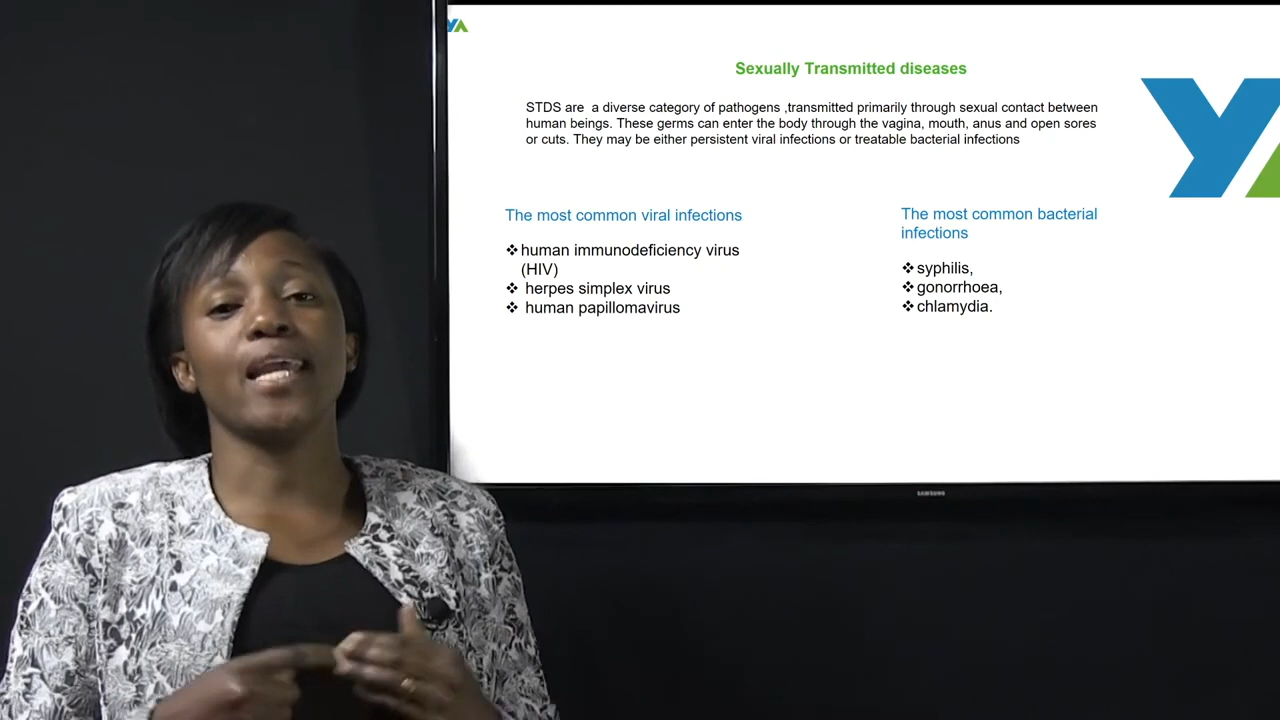 YA
Sexually Transmitted diseases
STDS are a diverse category of pathogens ,transmitted primarily through sexual contact between
human beings. These germs can enter the body through the vagina, mouth, anus and open sores
or cuts. They may be either persistent viral infections or treatable bacterial infections
YA
The most common viral infections
❖human immunodeficiency virus
(HIV)
❖ herpes simplex virus
❖ human papillomavirus
The most common bacterial
infections
❖syphilis,
❖gonorrhoea,
❖chlamydia.
SAMSUNG